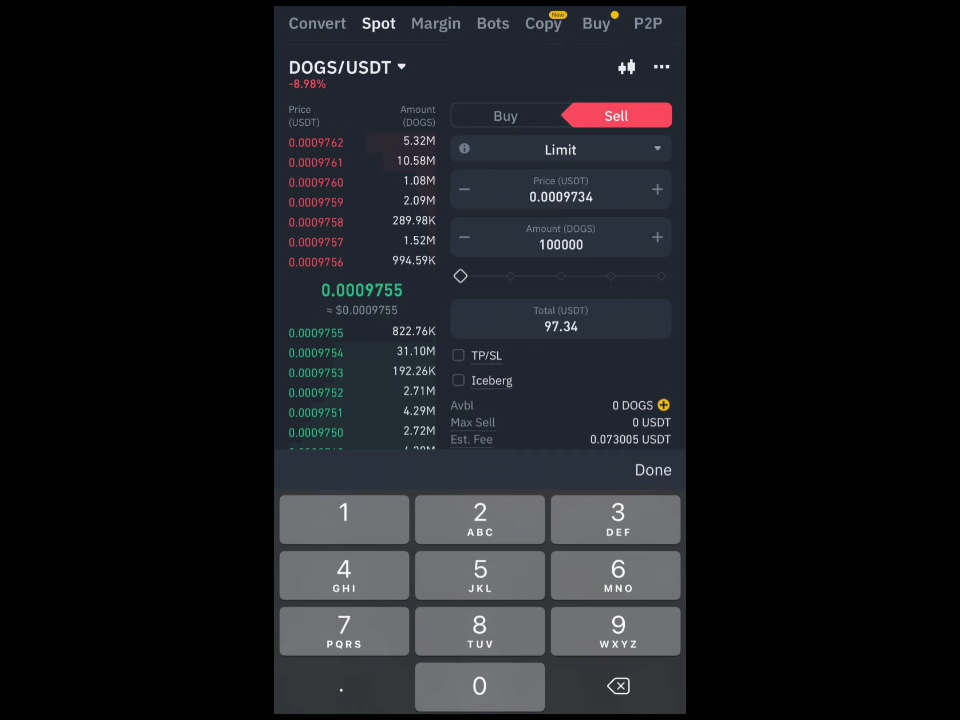 Convert Spot Margin Bots Copy New Buy P2P
DOGS/USDT
-8.98%
Price (USDT) Amount (DOGS)
0.0009762 5.32M
0.0009761 10.58M
0.0009760 1.08M
0.0009759 2.09M
0.0009758 289.98K
0.0009757 1.52M
0.0009756 994.59K
0.0009755
≈ $0.0009755
0.0009755 822.76K
0.0009754 31.10M
0.0009753 192.26K
0.0009752 2.71M
0.0009751 4.29M
0.0009750 2.72M
Buy Sell
Limit
Price (USDT)
0.0009734
Amount (DOGS)
100000
Total (USDT)
97.34
TP/SL
Iceberg
Avbl 0 DOGS
Max Sell 0 USDT
Est. Fee 0.073005 USDT
Done
1 2 3
ABC DEF
4 5 6
GHI JKL MNO
7 8 9
PQRS TUV WXYZ
. 0